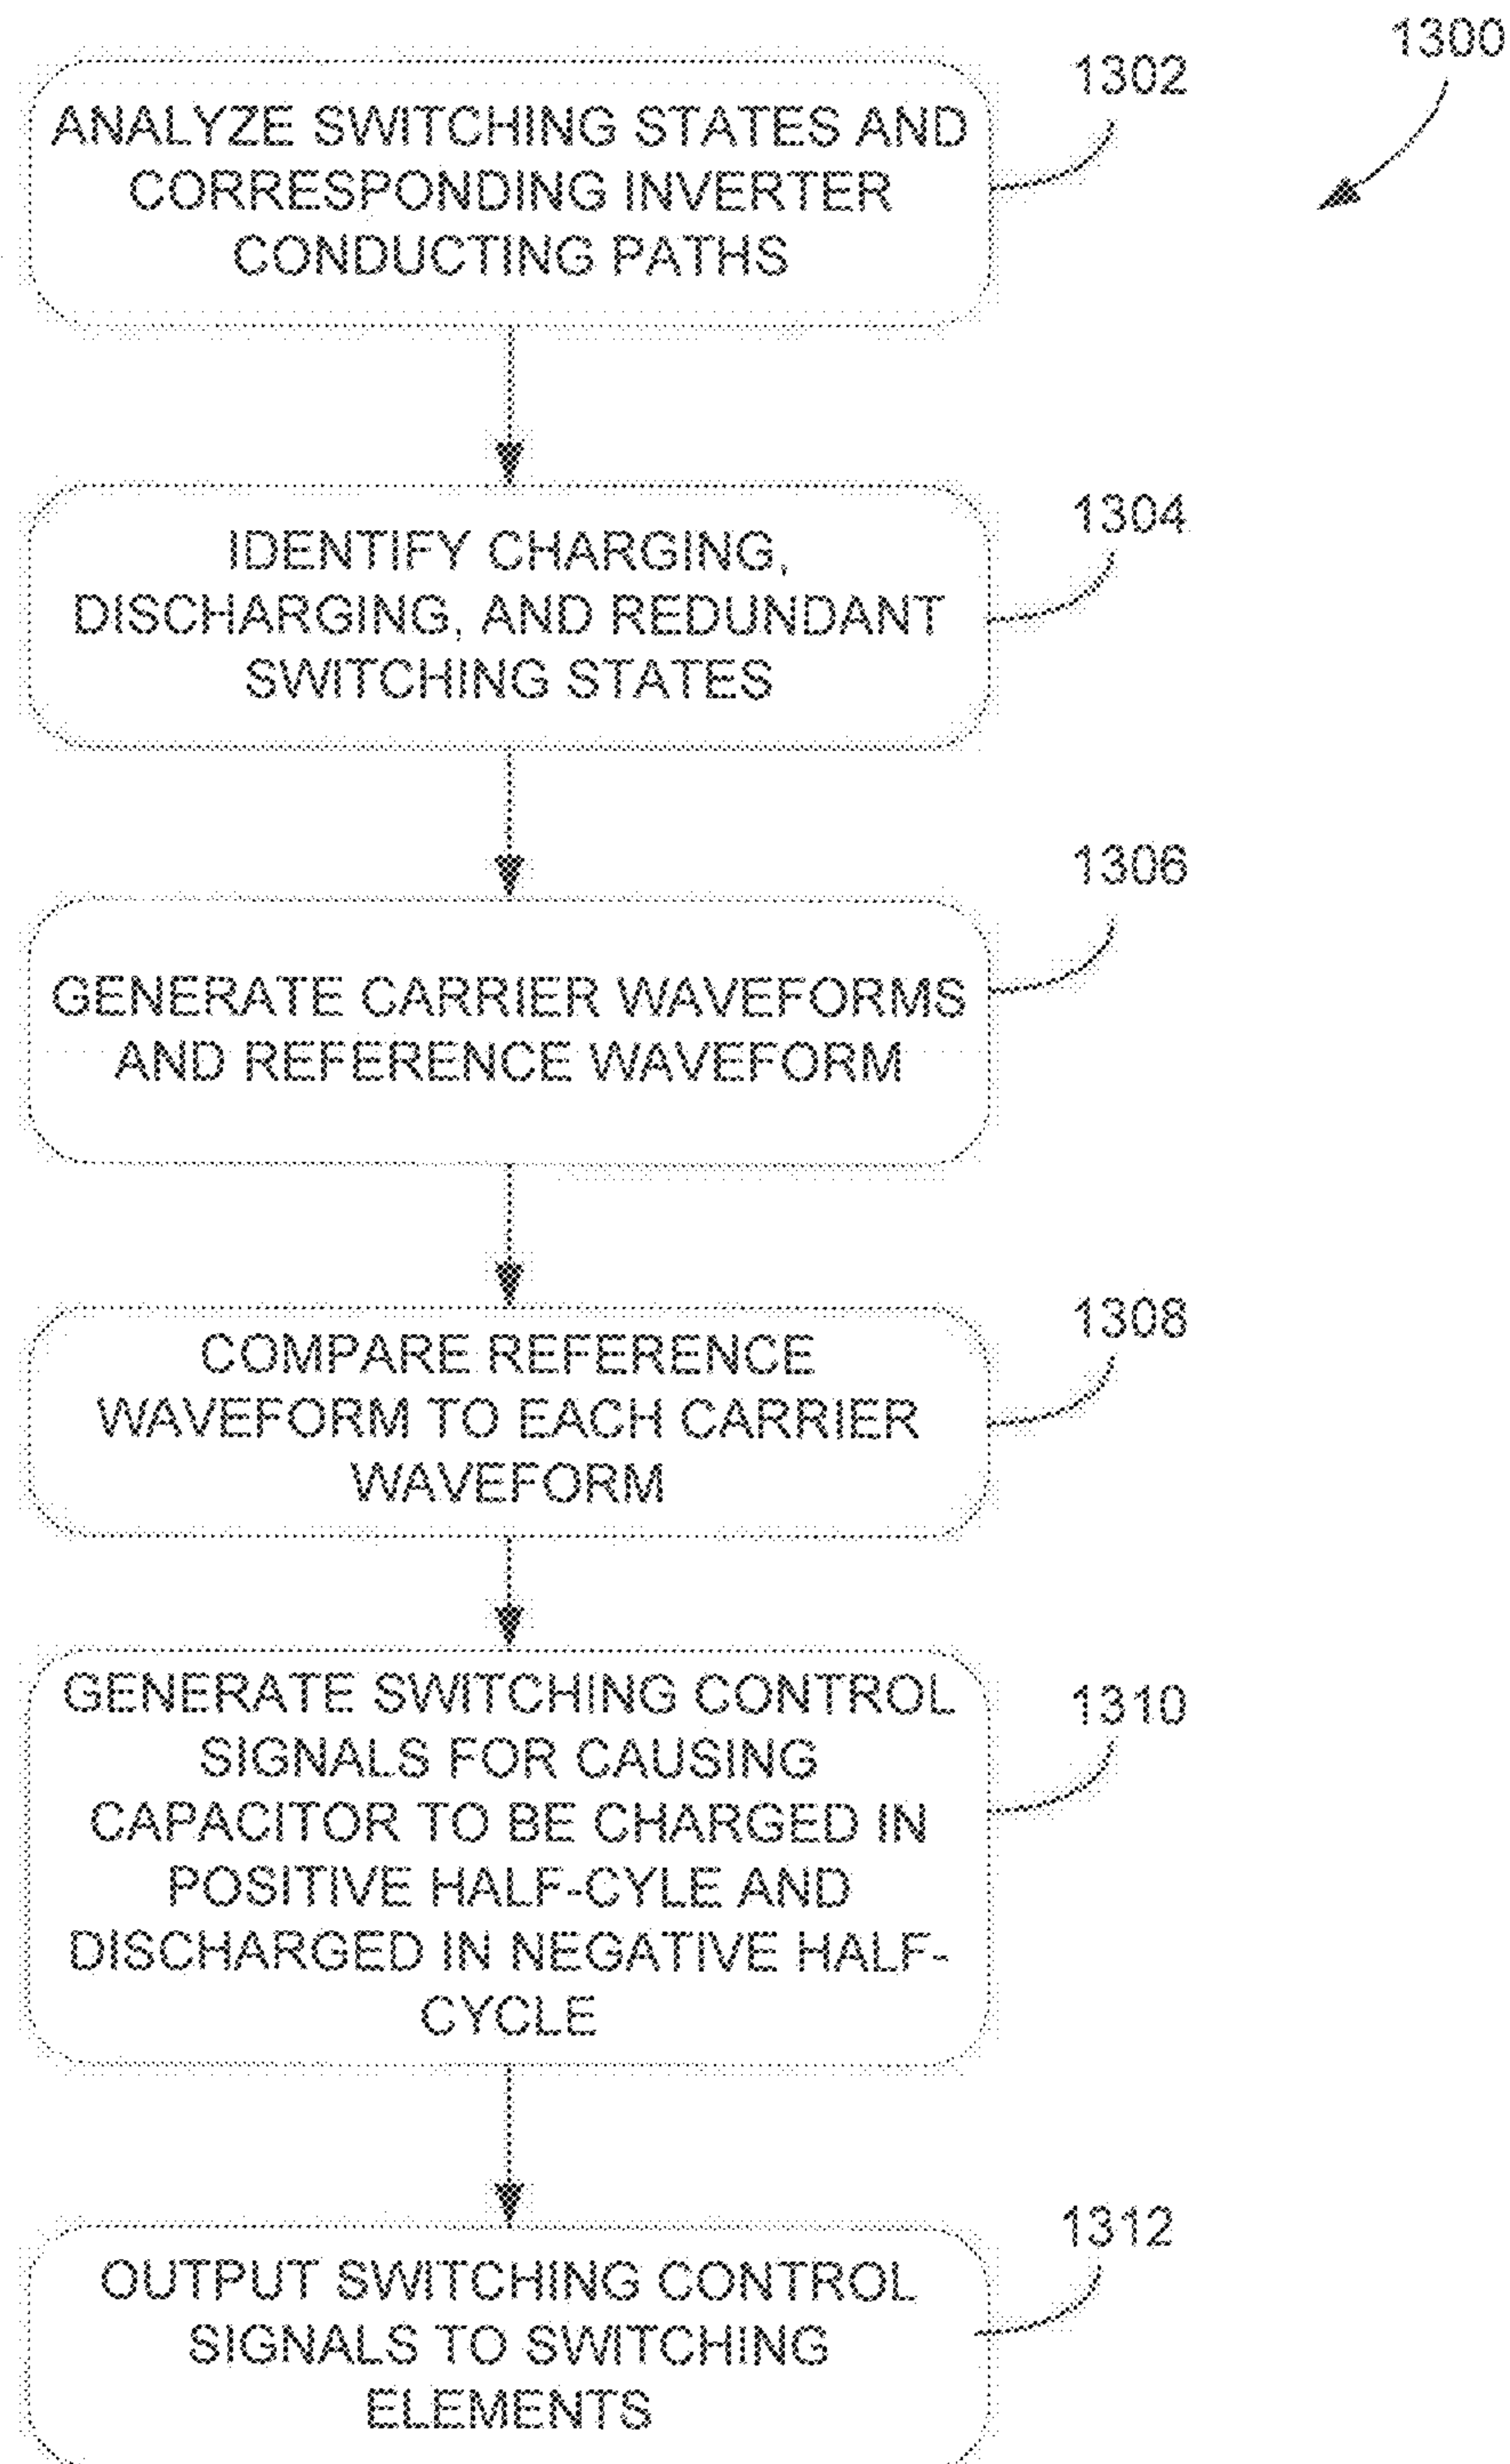 1300
1302
ANALYZE SWITCHING STATES AND
CORRESPONDING INVERTER
CONDUCTING PATHS
1304
IDENTIFY CHARGING,
DISCHARGING, AND REDUNDANT
SWITCHING STATES
1306
GENERATE CARRIER WAVEFORMS
AND REFERENCE WAVEFORM
1308
COMPARE REFERENCE
WAVEFORM TO EACH CARRIER
WAVEFORM
1310
GENERATE SWITCHING CONTROL
SIGNALS FOR CAUSING
CAPACITOR TO BE CHARGED IN
POSITIVE HALF-CYLE AND
DISCHARGED IN NEGATIVE HALF-
CYCLE
1312
OUTPUT SWITCHING CONTROL
SIGNALS TO SWITCHING
ELEMENTS